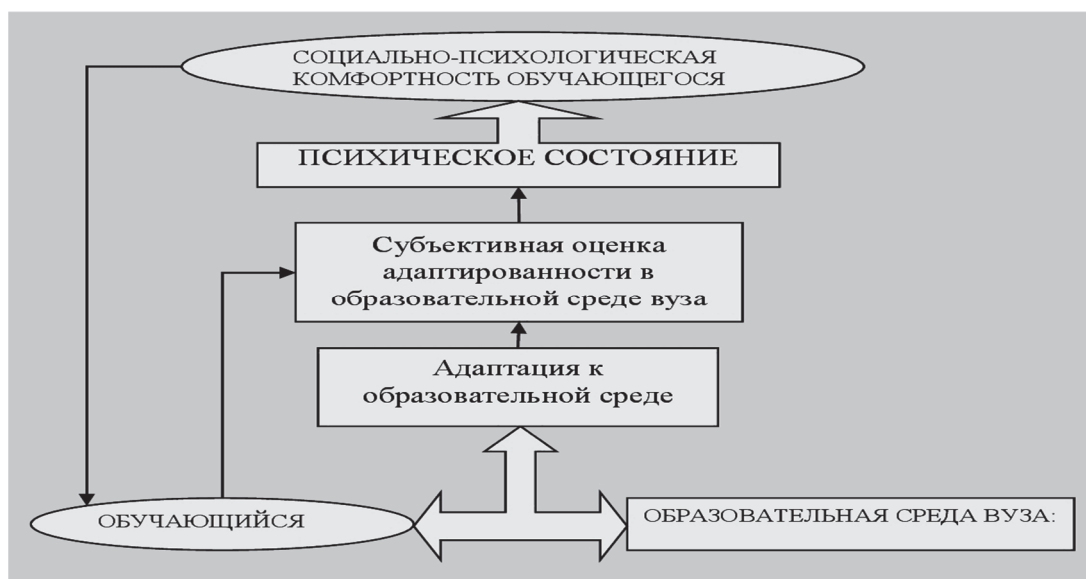 СОЦИАЛЬНО-ПСИХОЛОГИЧЕСКАЯ
КОМФОРТНОСТЬ ОБУЧАЮЩЕГОСЯ
ПСИХИЧЕСКОЕ СОСТОЯНИЕ
Субъективная оценка
адаптированности в
образовательной среде вуза
Адаптация к
образовательной среде
ОБУЧАЮЩИЙСЯ
ОБРАЗОВАТЕЛЬНАЯ СРЕДА ВУЗА: